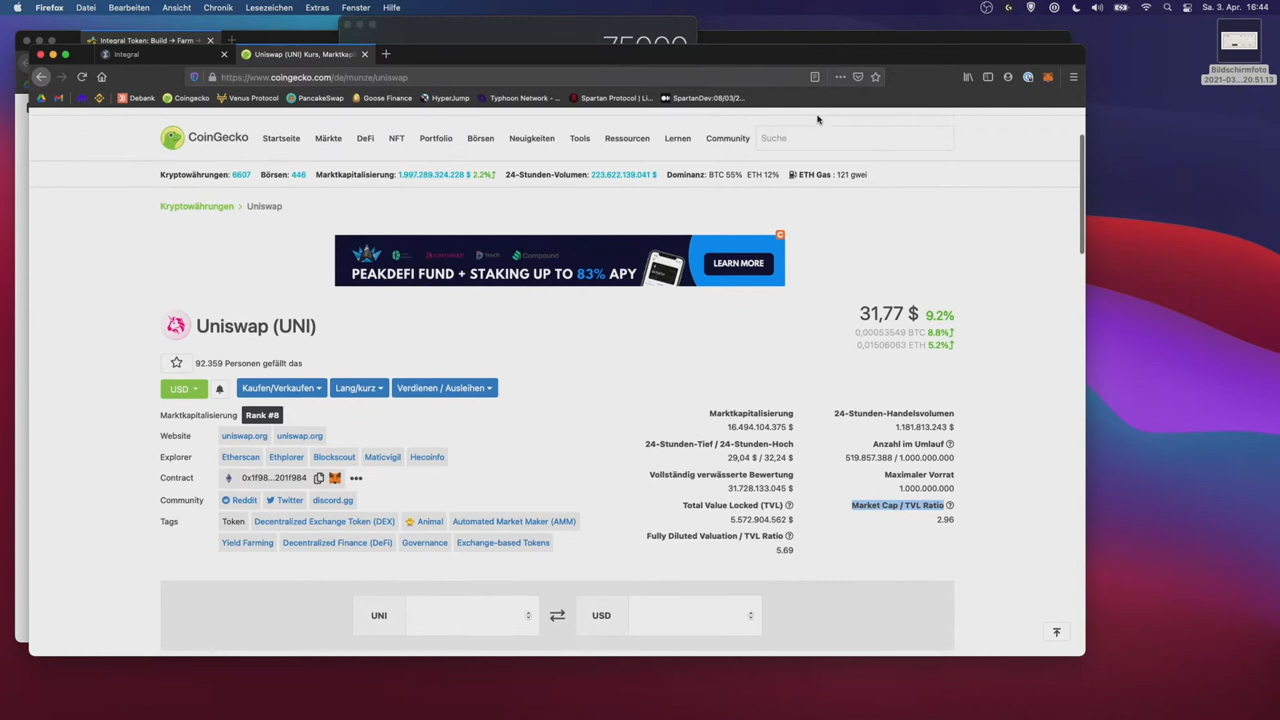 Firefox Datei Bearbeiten Ansicht Chronik Lesezeichen Extras Fenster Hilfe Sa. 3. Apr. 16:44
Integral Token: Build → Farm →
75000
Integral Uniswap (UNI) Kurs, Marktkapi
https://www.coingecko.com/de/munze/uniswap
Debank Coingecko Venus Protocol PancakeSwap Goose Finance HyperJump Typhoon Network - ... Spartan Protocol | Li... SpartanDev:08/03/2...
Bildschirmfoto
2021-03...20.51.13
CoinGecko Startseite Märkte DeFi NFT Portfolio Börsen Neuigkeiten Tools Ressourcen Lernen Community Suche
Kryptowährungen: 6607 Börsen: 446 Marktkapitalisierung: 1.997.289.324.228 $ 2.2% 24-Stunden-Volumen: 223.622.139.041 $ Dominanz: BTC 55% ETH 12% ETH Gas : 121 gwei
Kryptowährungen > Uniswap
Compound
PEAKDEFI FUND + STAKING UP TO 83% APY LEARN MORE
Uniswap (UNI)
31,77 $ 9.2%
0,00053549 BTC 8.8%
0,01506063 ETH 5.2%
92.359 Personen gefällt das
USD Kaufen/Verkaufen Lang/kurz Verdienen / Ausleihen
Marktkapitalisierung Rank #8
Website uniswap.org uniswap.org
Explorer Etherscan Ethplorer Blockscout Maticvigil Hecoinfo
Contract 0x1f98...201f984
Community Reddit Twitter discord.gg
Tags Token Decentralized Exchange Token (DEX) Animal Automated Market Maker (AMM)
Yield Farming Decentralized Finance (DeFi) Governance Exchange-based Tokens
Marktkapitalisierung
16.494.104.375 $
24-Stunden-Tief / 24-Stunden-Hoch
29,04 $ / 32,24 $
Vollständig verwässerte Bewertung
31.728.133.045 $
Total Value Locked (TVL)
5.572.904.562 $
Fully Diluted Valuation / TVL Ratio
5.69
24-Stunden-Handelsvolumen
1.181.813.243 $
Anzahl im Umlauf
519.857.388 / 1.000.000.000
Maximaler Vorrat
1.000.000.000
Market Cap / TVL Ratio
2.96
UNI USD